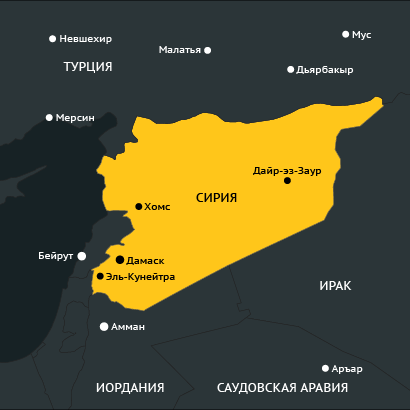 Мус
Невшехир
Малатья
ТУРЦИЯ
Дьярбакыр
Мерсин
Дайр-эз-Заур
СИРИЯ
Хомс
Бейрут
Дамаск
Эль-Кунейтра
ИРАК
Амман
Аръар
ИОРДАНИЯ
САУДОВСКАЯ АРАВИЯ